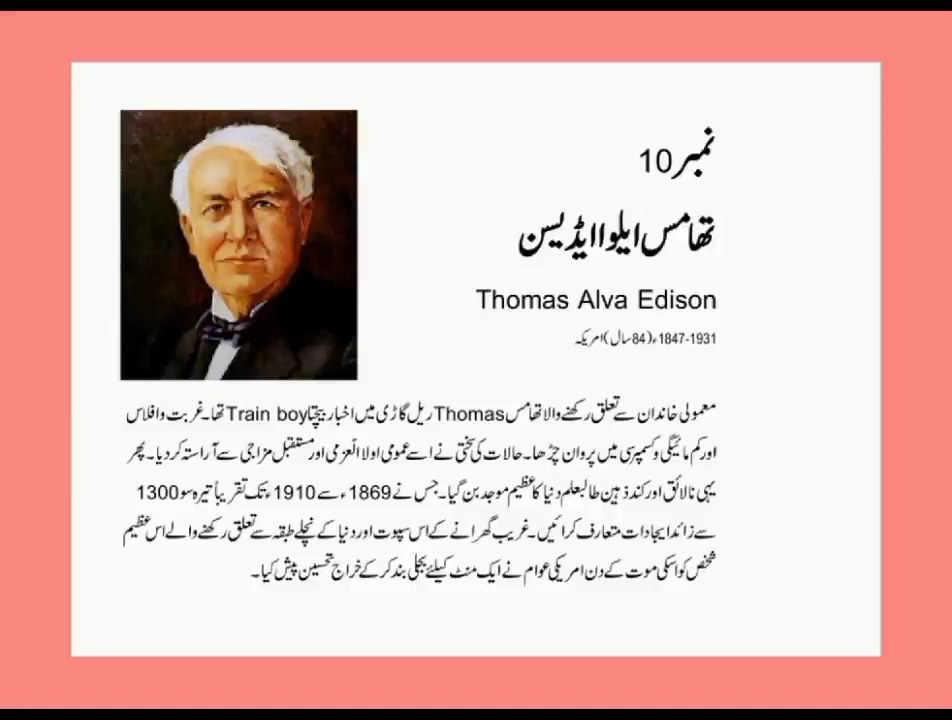 نمبر 10
تھامس ایلوا ایڈیسن
Thomas Alva Edison
1847-1931ء (84 سال) امریکہ
معمولی خاندان سے تعلق رکھنے والا تھامس Thomas ریل گاڑی میں اخبار بیچتا Train boy تھا۔ غربت و افلاس
اور کم مائیگی و کسمپرسی میں پروان چڑھا۔ حالات کی سختی نے اسے عمومی اولاالعزمی اور مستقل مزاجی سے آراستہ کر دیا۔ پھر
یہی نالائق اور کند ذہین طالبعلم دنیا کا عظیم موجد بن گیا۔ جس نے 1869ء سے 1910ء تک تقریباً تیرہ سو 1300
سے زائد ایجادات متعارف کرائیں۔ غریب گھرانے کے اس سپوت اور دنیا کے نچلے طبقہ سے تعلق رکھنے والے اس عظیم
شخص کو اسکی موت کے دن امریکی عوام نے ایک منٹ کیلئے بجلی بند کر کے خراج تحسین پیش کیا۔